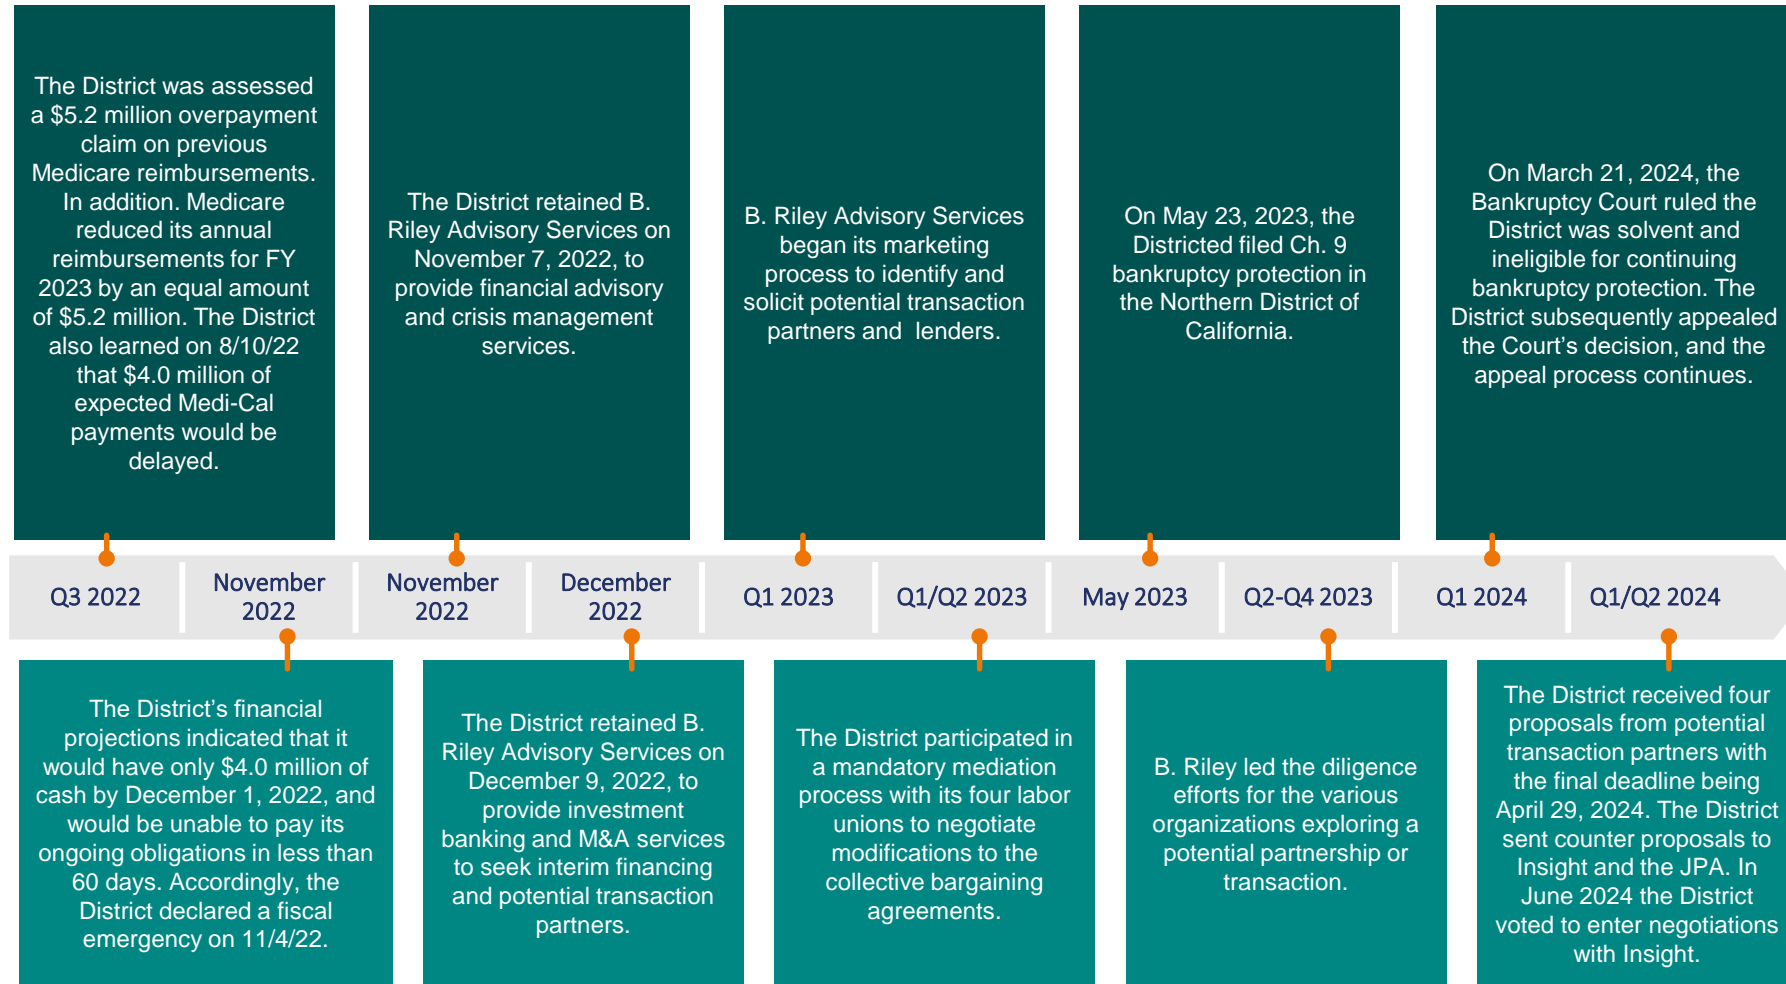 The District was assessed
a $5.2 million overpayment
claim on previous
Medicare reimbursements.
In addition. Medicare
reduced its annual
reimbursements for FY
2023 by an equal amount
of $5.2 million. The District
also learned on 8/10/22
that $4.0 million of
expected Medi-Cal
payments would be
delayed.
The District retained B.
Riley Advisory Services on
November 7, 2022, to
provide financial advisory
and crisis management
services.
B. Riley Advisory Services
began its marketing
process to identify and
solicit potential transaction
partners and lenders.
On May 23, 2023, the
Districted filed Ch. 9
bankruptcy protection in
the Northern District of
California.
On March 21, 2024, the
Bankruptcy Court ruled the
District was solvent and
ineligible for continuing
bankruptcy protection. The
District subsequently appealed
the Court’s decision, and the
appeal process continues.
Q3 2022
November
2022
November
2022
December
2022
Q1 2023
Q1/Q2 2023
May 2023
Q2-Q4 2023
Q1 2024
Q1/Q2 2024
The District’s financial
projections indicated that it
would have only $4.0 million of
cash by December 1, 2022, and
would be unable to pay its
ongoing obligations in less than
60 days. Accordingly, the
District declared a fiscal
emergency on 11/4/22.
The District retained B.
Riley Advisory Services on
December 9, 2022, to
provide investment
banking and M&A services
to seek interim financing
and potential transaction
partners.
The District participated in
a mandatory mediation
process with its four labor
unions to negotiate
modifications to the
collective bargaining
agreements.
B. Riley led the diligence
efforts for the various
organizations exploring a
potential partnership or
transaction.
The District received four
proposals from potential
transaction partners with
the final deadline being
April 29, 2024. The District
sent counter proposals to
Insight and the JPA. In
June 2024 the District
voted to enter negotiations
with Insight.